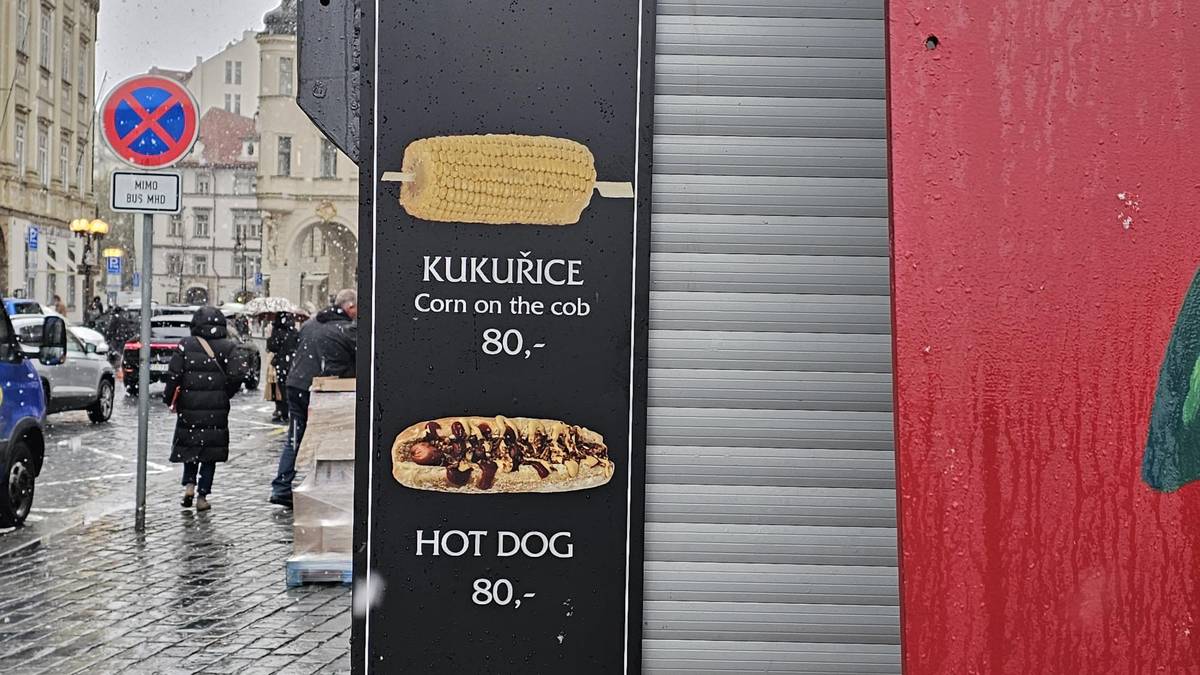 MIMO
BUS MHD
KUKUŘICE
Corn on the cob
80,-
HOT DOG
80,-
P
P